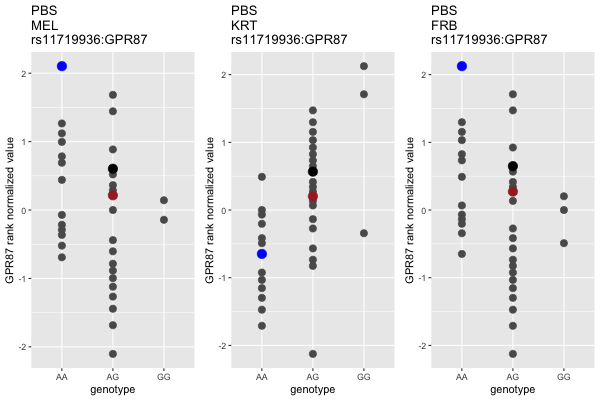 PBS
MEL
rs11719936:GPR87
GPR87 rank normalized value
2
1
0
-1
-2
AA
AG
GG
genotype
PBS
KRT
rs11719936:GPR87
GPR87 rank normalized value
2
1
0
-1
-2
AA
AG
GG
genotype
PBS
FRB
rs11719936:GPR87
GPR87 rank normalized value
2
1
0
-1
-2
AA
AG
GG
genotype